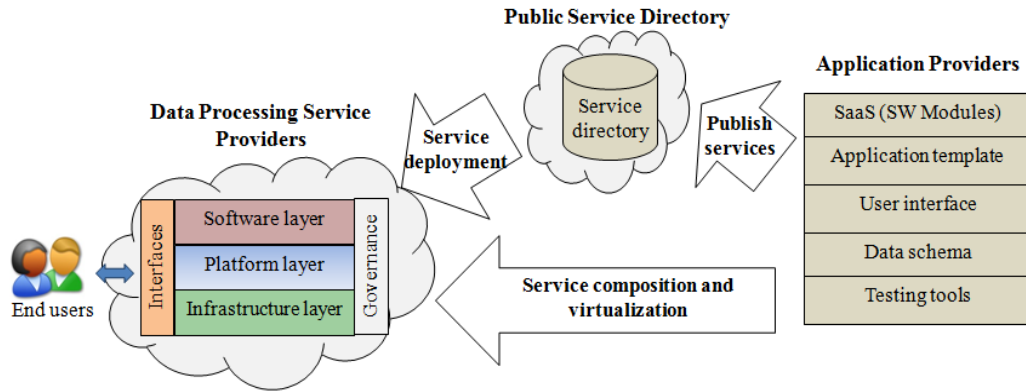 Public Service Directory
Service
directory
Application Providers
SaaS (SW Modules)
Application template
User interface
Data schema
Testing tools
Publish
services
Service
deployment
Data Processing Service
Providers
Interfaces
Software layer
Platform layer
Infrastructure layer
Governance
End users
Service composition and
virtualization